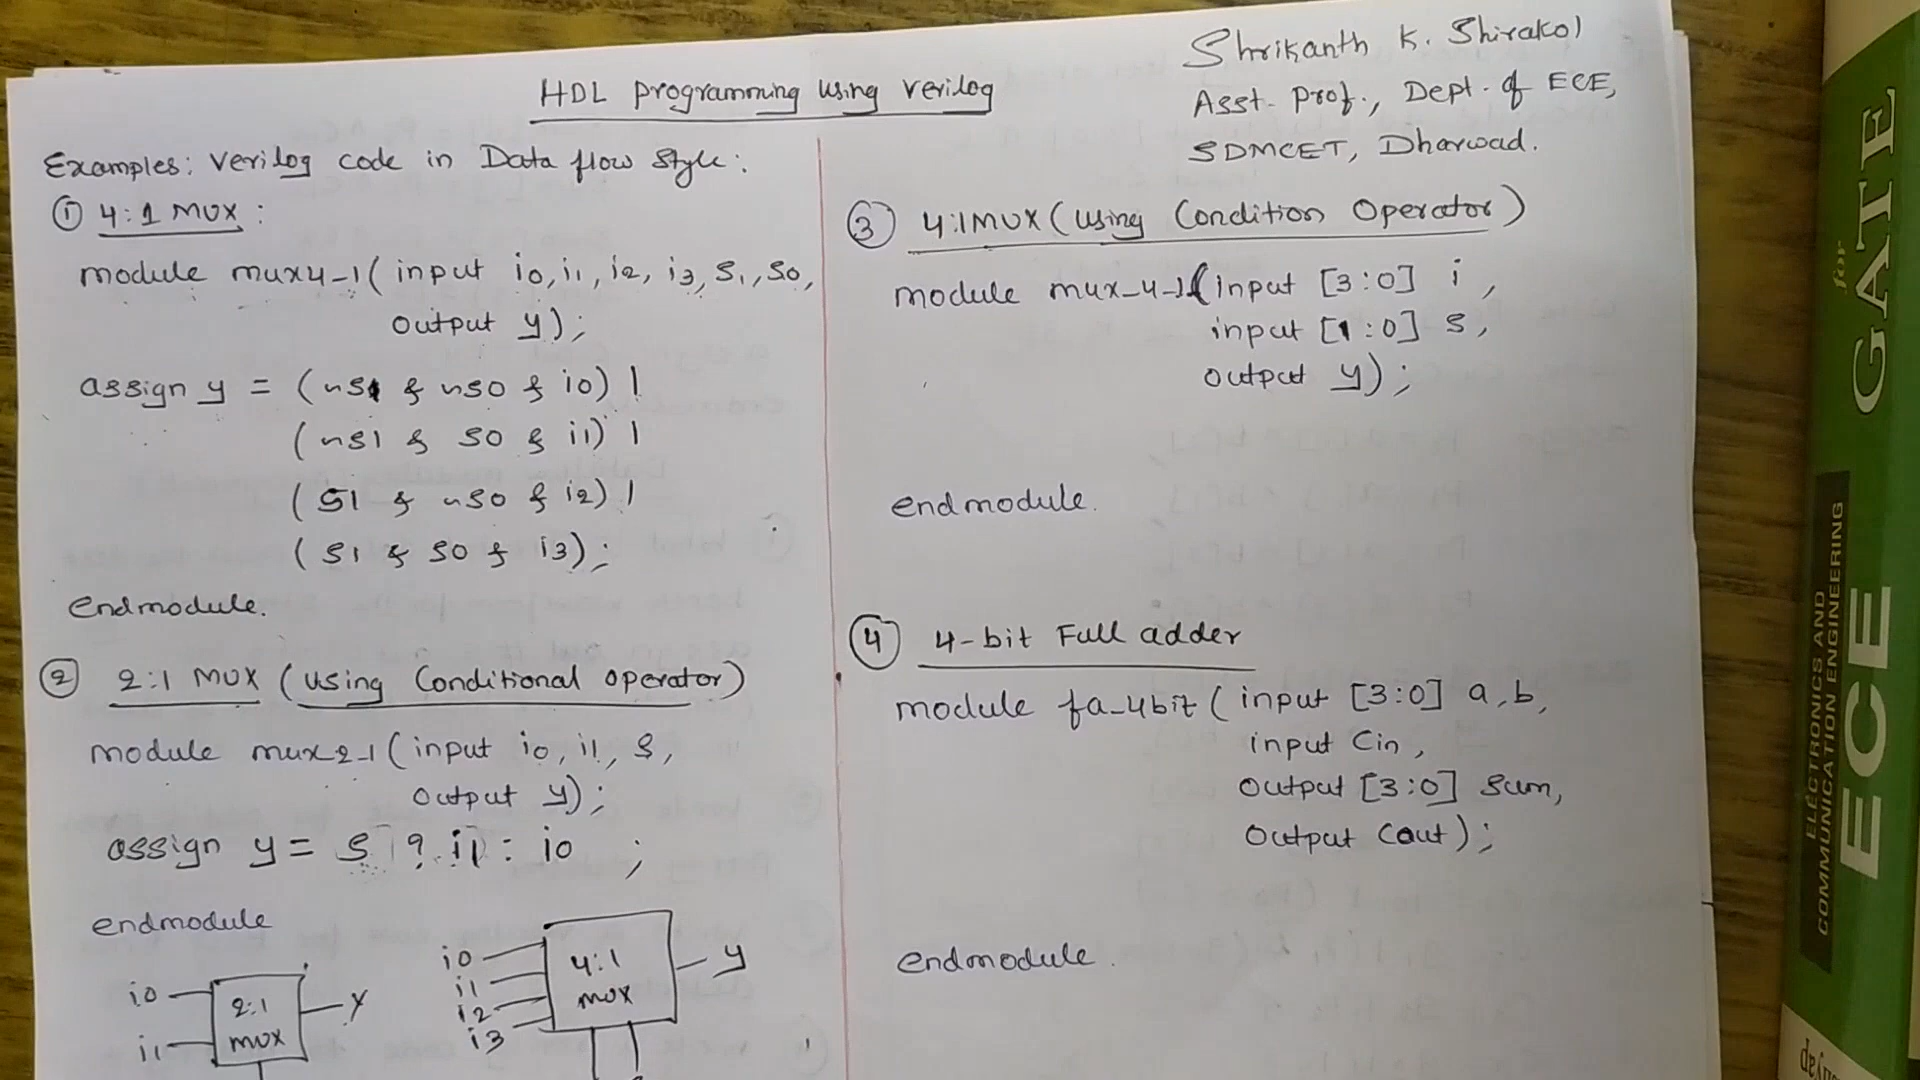 HDL programming using verilog
Shrikanth K. Shirakol
Asst. Prof., Dept. of ECE,
SDMCET, Dharwad.
Examples: Verilog code in Data flow Style:
① 4:1 MUX :
module mux4-1( input i0, i1, i2, i3, S1, S0,
output y);
assign y = (~S1 & ~S0 & i0) |
(~S1 & S0 & i1) |
(S1 & ~S0 & i2) |
(S1 & S0 & i3);
endmodule.
② 2:1 MUX (using Conditional operator)
module mux2-1( input i0, i1, S,
output y);
assign y = S ? i1 : i0 ;
endmodule
i0
i1
2:1
mux
y
i0
i1
i2
i3
4:1
mux
y
③ 4:1MUX (using Condition Operator)
module mux_4-1( input [3:0] i ,
input [1:0] S,
output y);
endmodule.
④ 4-bit Full adder
module fa-4bit ( input [3:0] a, b,
input Cin ,
Output [3:0] Sum,
Output Cout );
endmodule.
for
GATE
ELECTRONICS AND
COMMUNICATION ENGINEERING
ECE